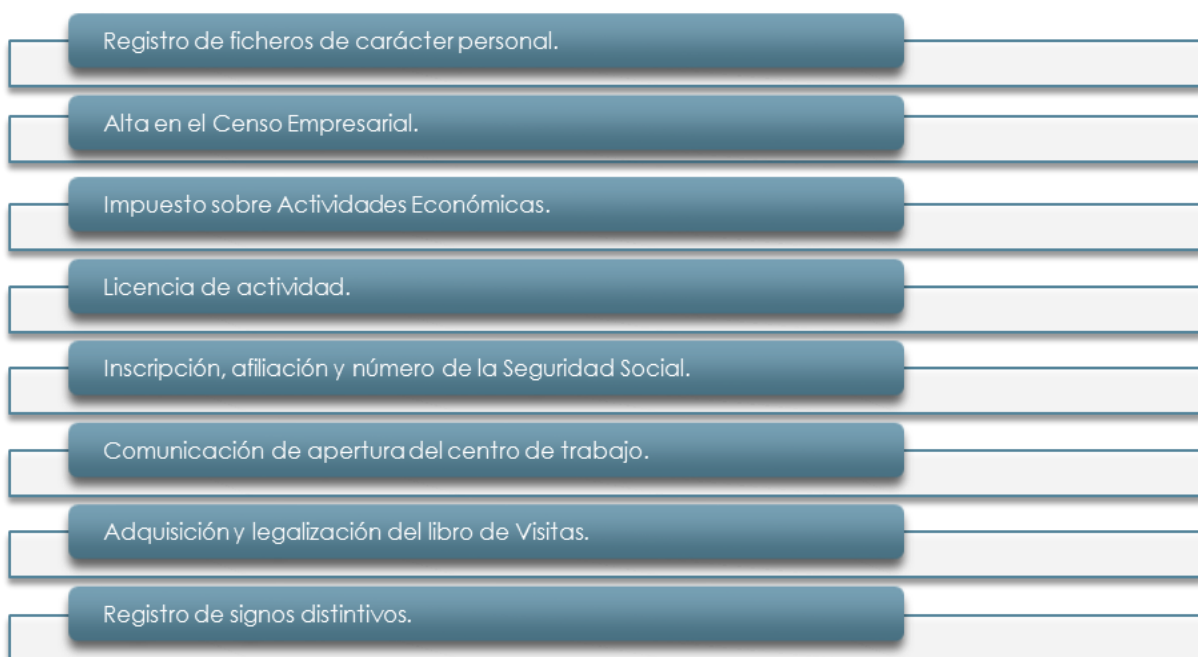 Registro de ficheros de carácter personal.
Alta en el Censo Empresarial.
Impuesto sobre Actividades Económicas.
Licencia de actividad.
Inscripción, afiliación y número de la Seguridad Social.
Comunicación de apertura del centro de trabajo.
Adquisición y legalización del libro de Visitas.
Registro de signos distintivos.